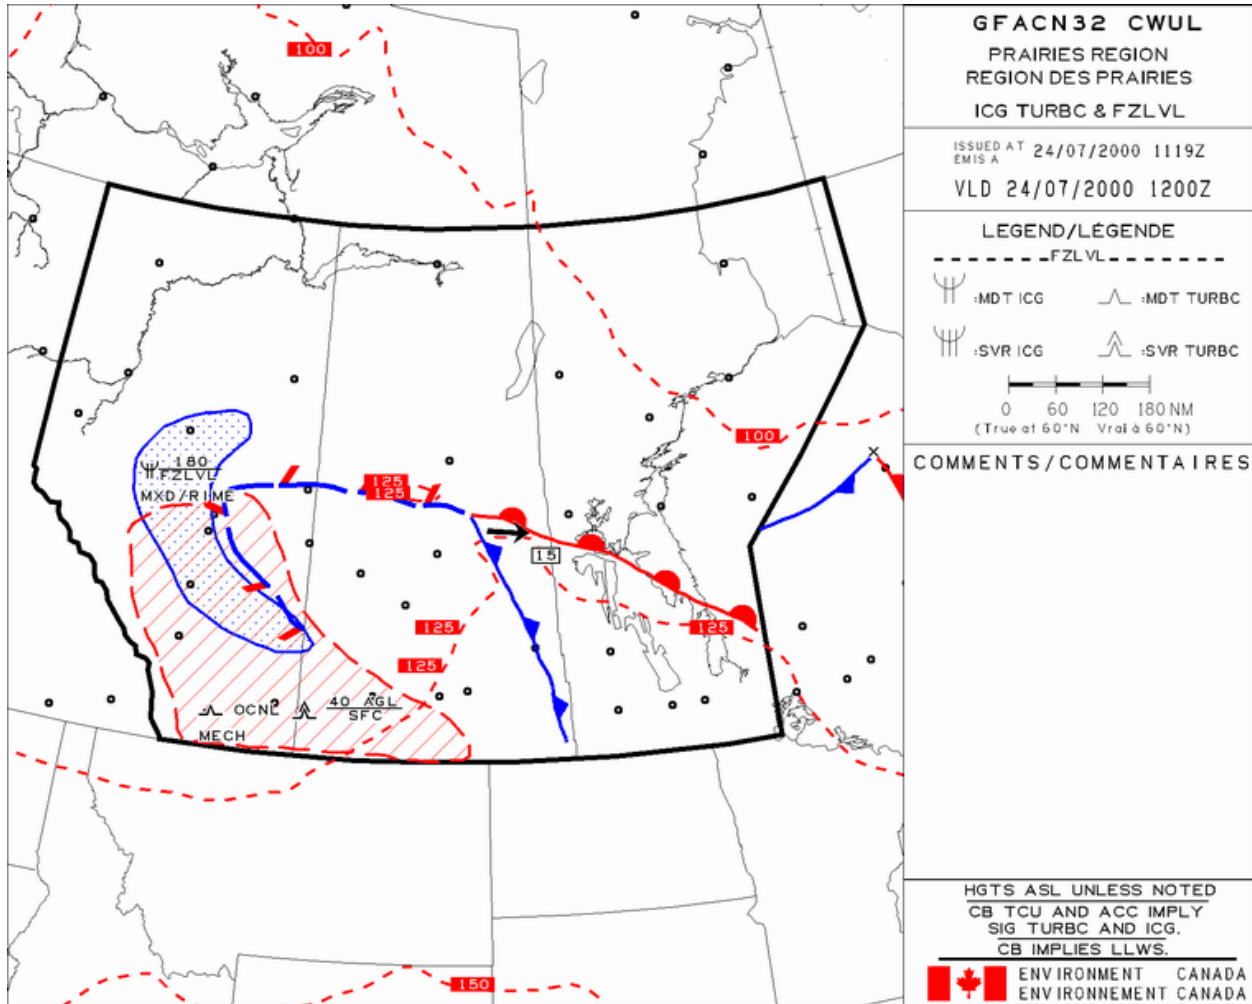 GFACN32 CWUL
PRAIRIES REGION
REGION DES PRAIRIES
ICG TURBC & FZLVL
ISSUED AT
ÉMIS A
24/07/2000 1119Z
VLD 24/07/2000 1200Z
LEGEND/LÉGENDE
FZLVL
:MDT ICG
:MDT TURBC
:SVR ICG
:SVR TURBC
0 60 120 180 NM
(True at 60°N Vrai à 60°N)
COMMENTS/COMMENTAIRES
HGTS ASL UNLESS NOTED
CB TCU AND ACC IMPLY
SIG TURBC AND ICG.
CB IMPLIES LLWS.
ENVIRONMENT CANADA
ENVIRONNEMENT CANADA
100
100
180
FZLVL
MXD/RIME
125
125
15
125
125
125
OCNL
40 AGL
SFC
MECH
150